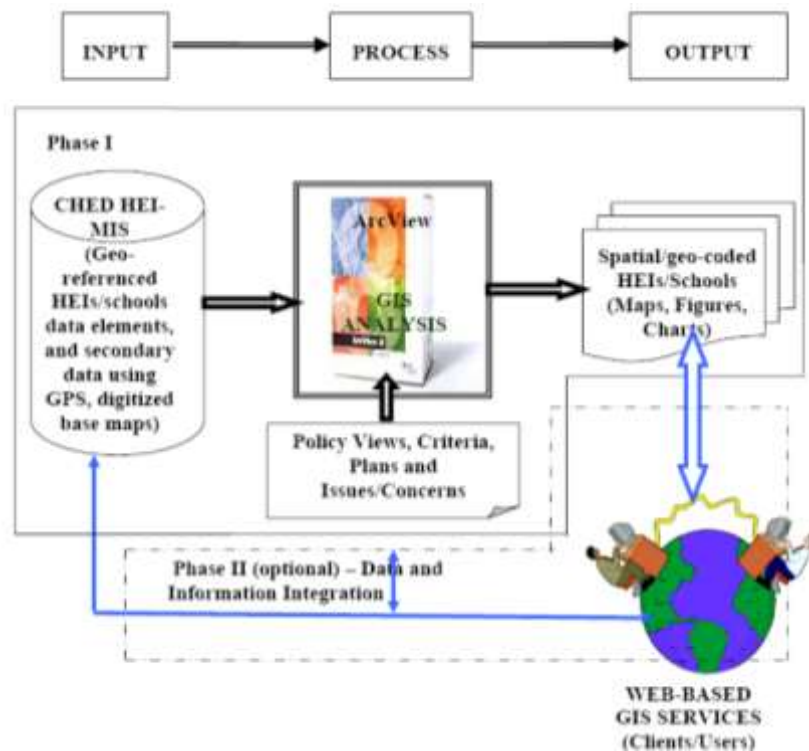 INPUT
PROCESS
OUTPUT
Phase I
CHED HEI-
MIS
(Geo-
referenced
HEIs/schools
data elements,
and secondary
data using
GPS, digitized
base maps)
ArcView
GIS
ANALYSIS
Spatial/geo-coded
HEIs/Schools
(Maps, Figures,
Charts)
Policy Views, Criteria,
Plans and
Issues/Concerns
Phase II (optional) – Data and
Information Integration
WEB-BASED
GIS SERVICES
(Clients/Users)